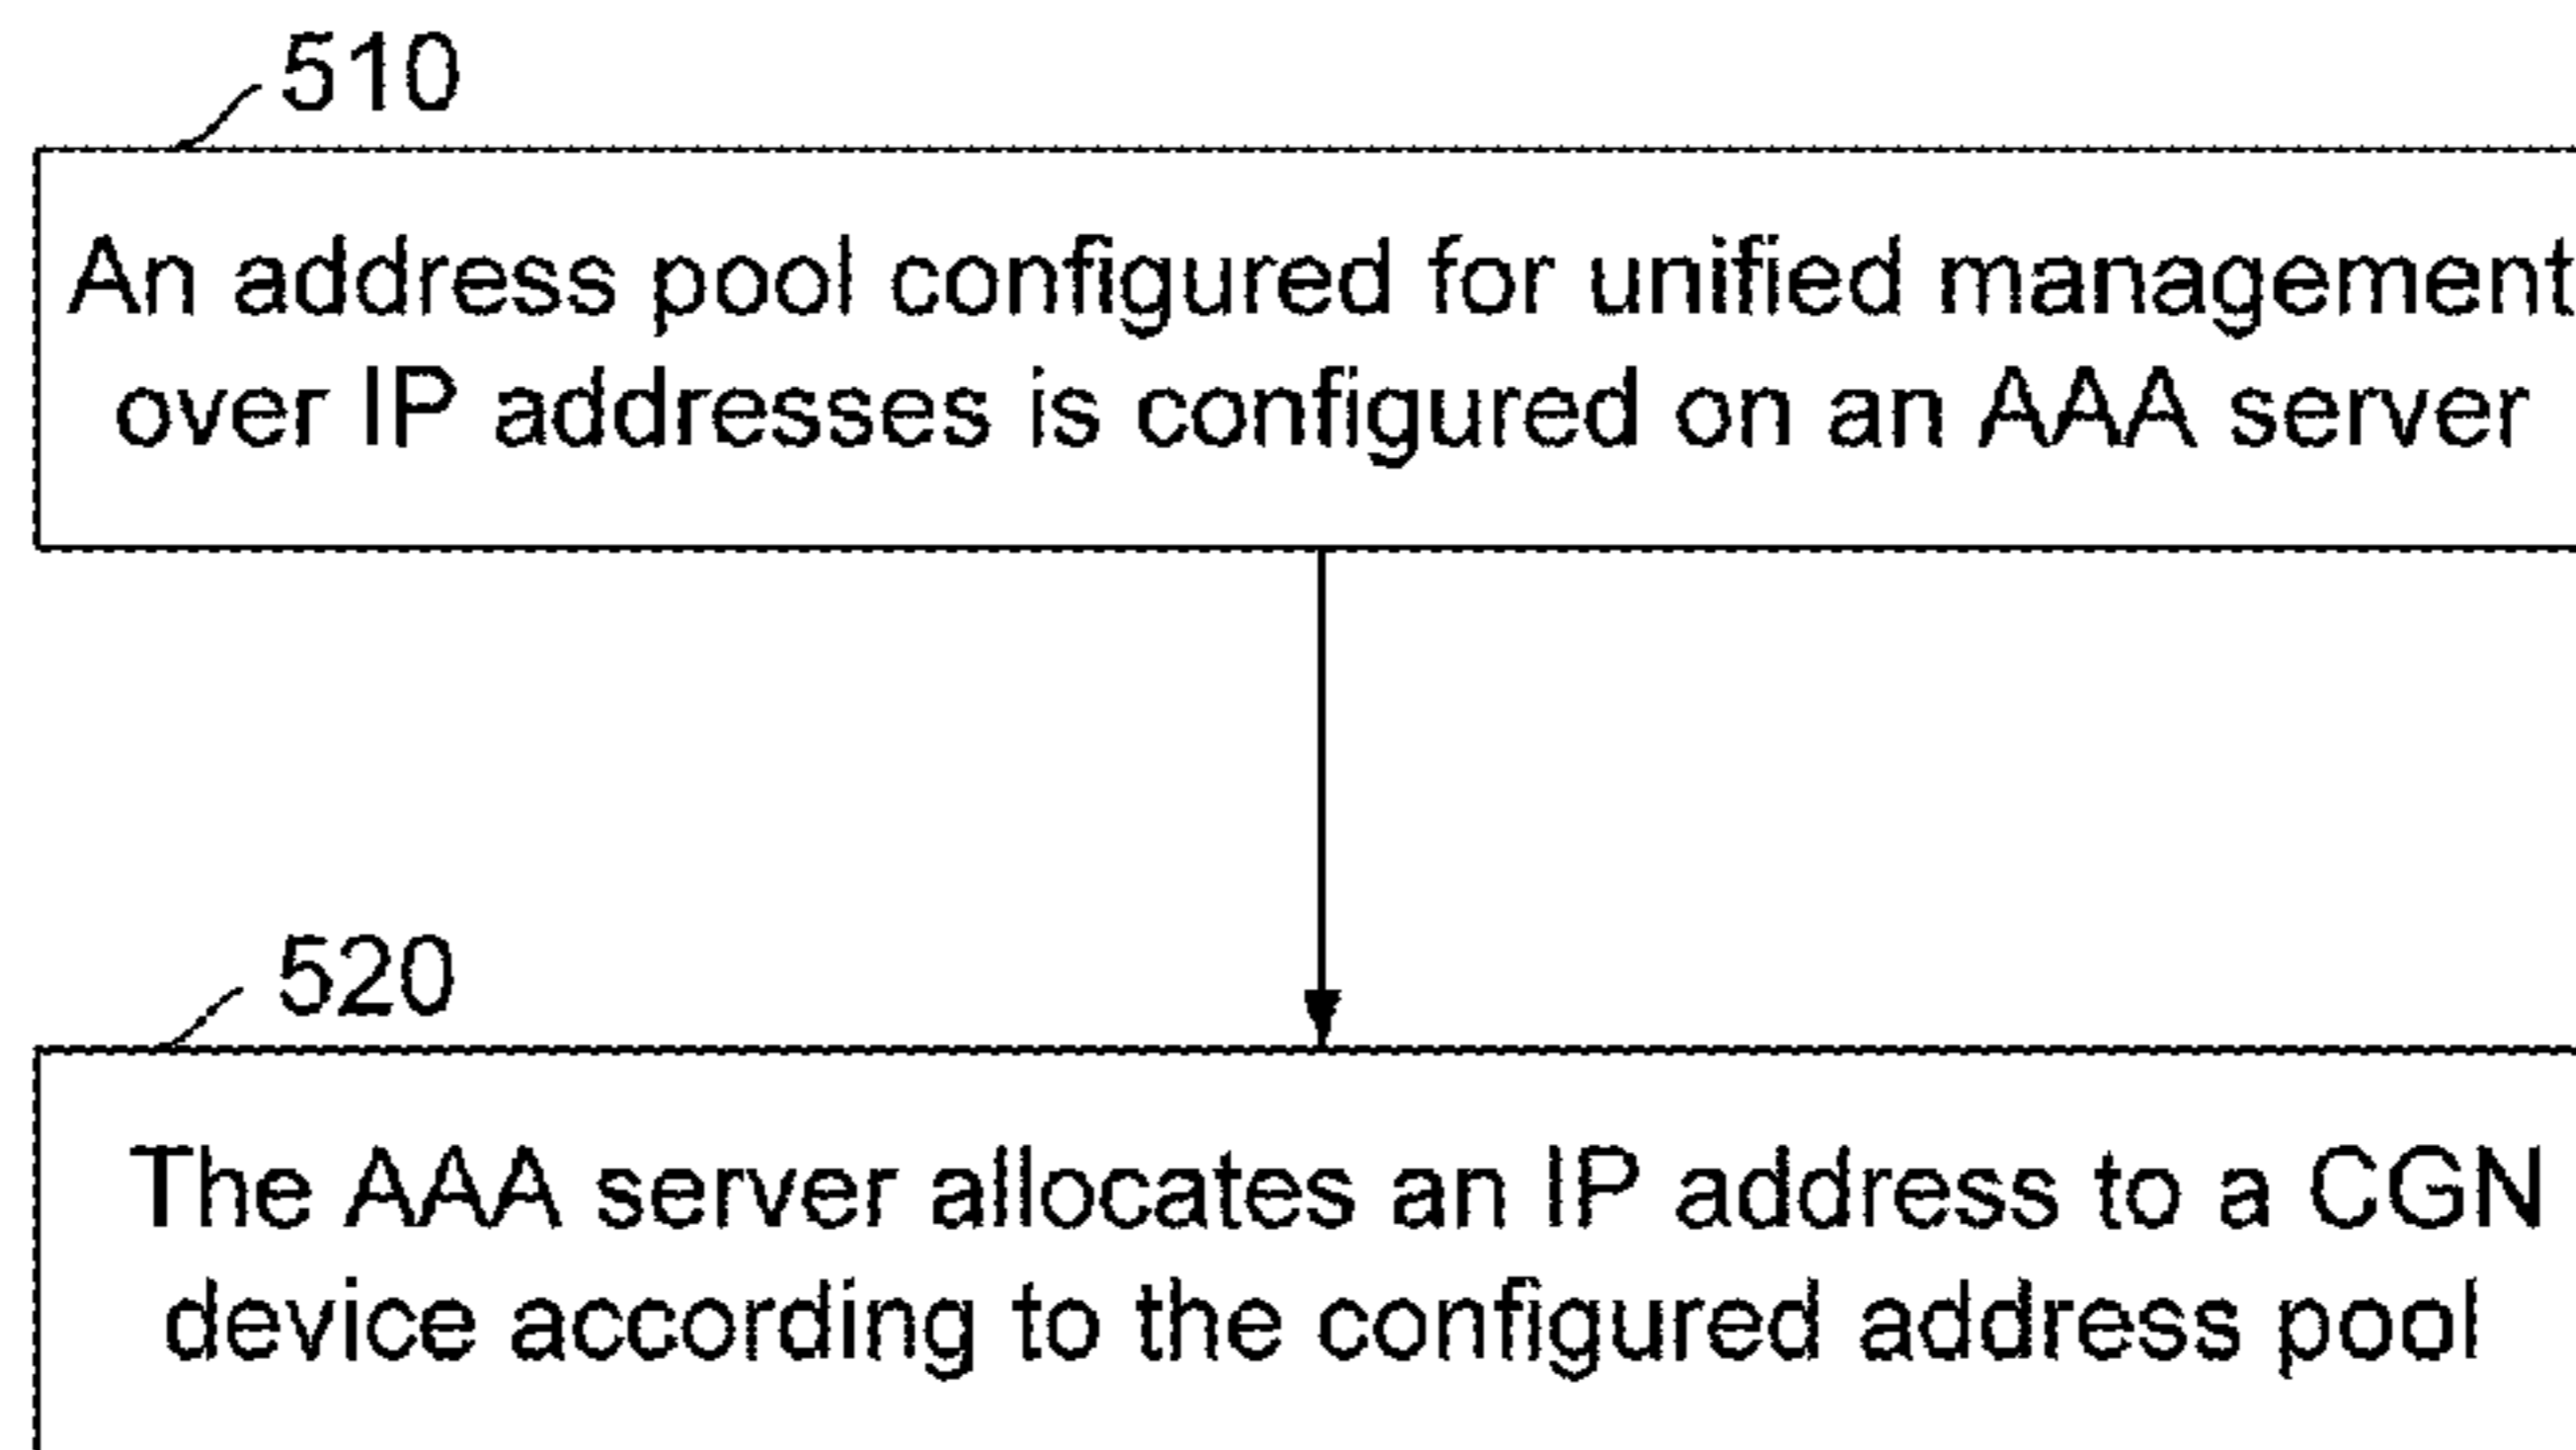 510
An address pool configured for unified management
over IP addresses is configured on an AAA server
520
The AAA server allocates an IP address to a CGN
device according to the configured address pool